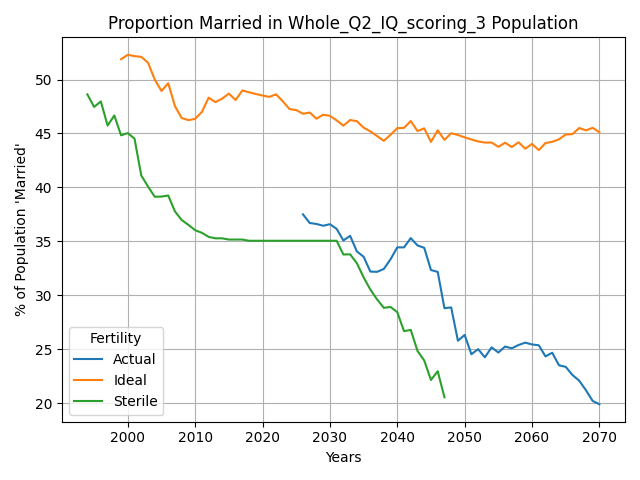 Proportion Married in Whole_Q2_IQ_scoring_3 Population
% of Population 'Married'
50
45
40
35
30
25
20
Fertility
Actual
Ideal
Sterile
2000 2010 2020 2030 2040 2050 2060 2070
Years